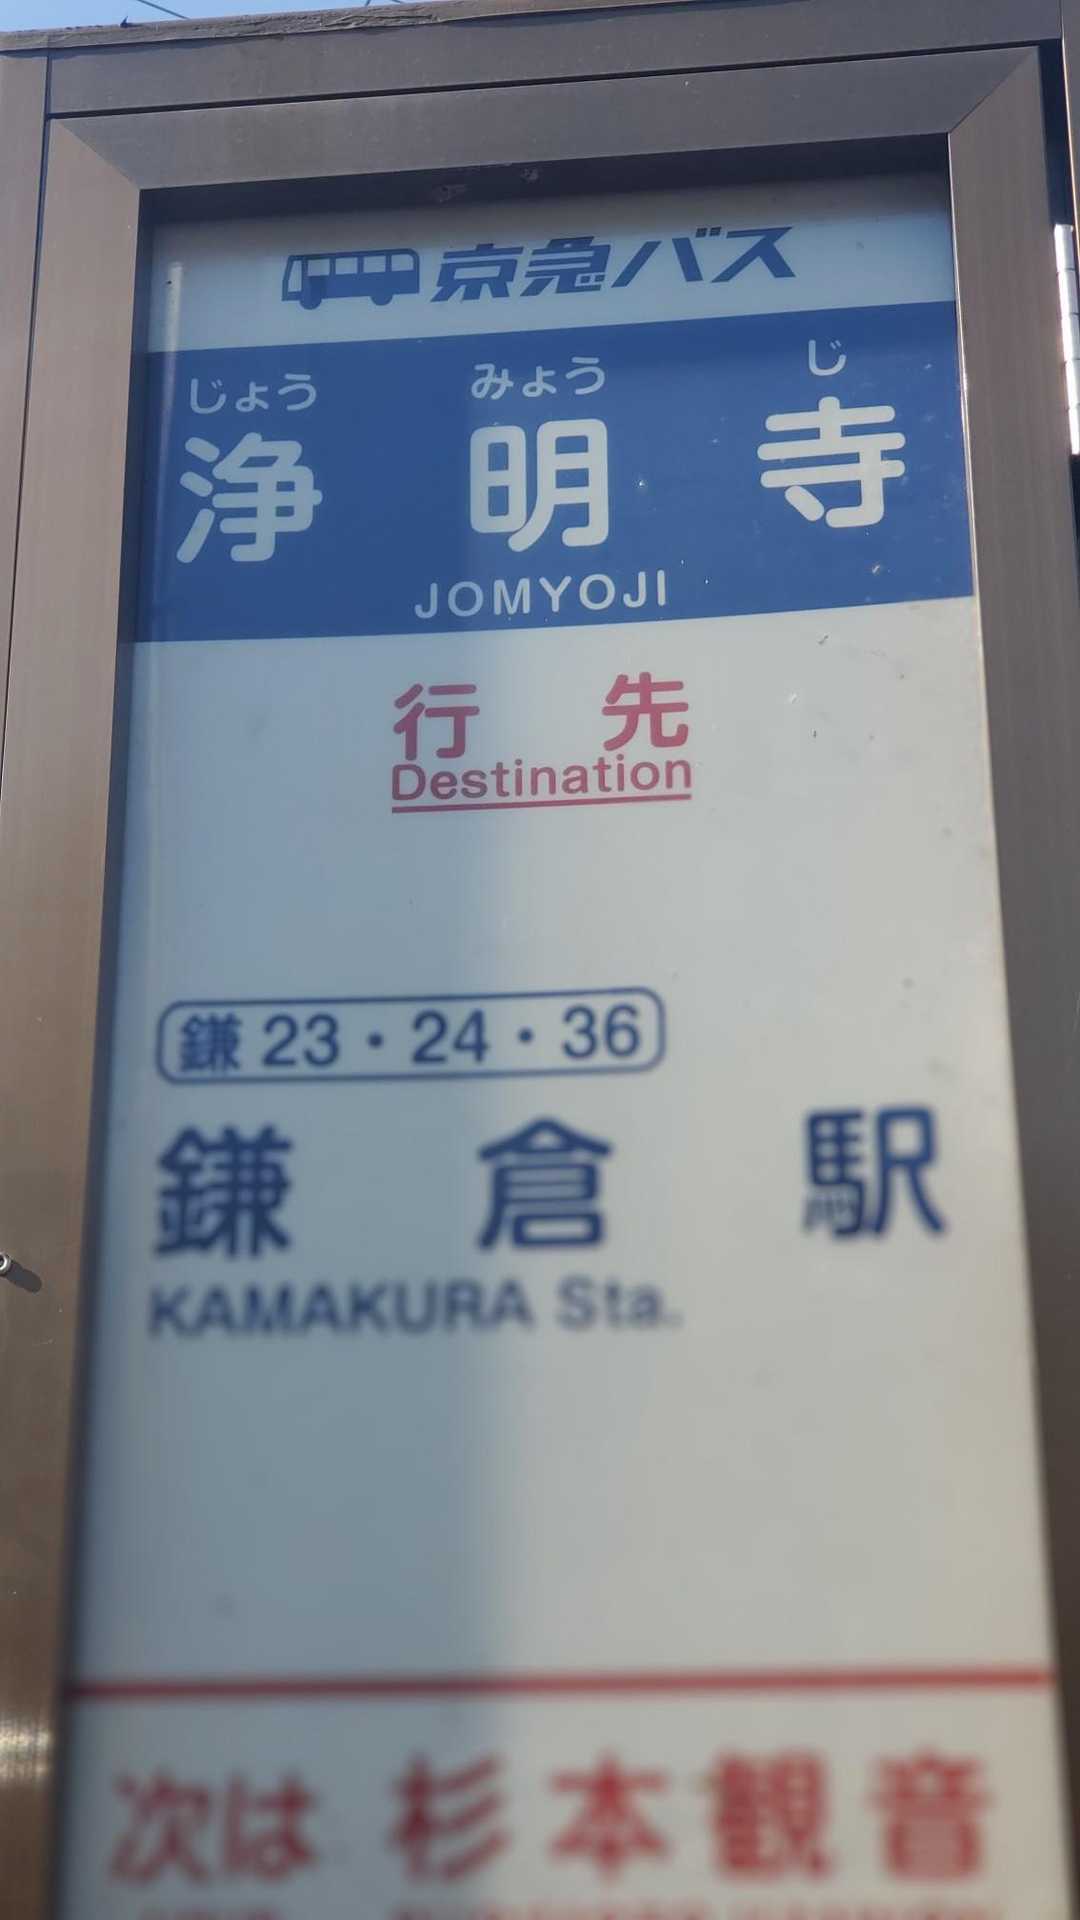 京急バス
じょう みょう じ
浄明寺
JOMYOJI
行先
Destination
鎌23・24・36
鎌倉駅
KAMAKURA Sta.
次は 杉本観音